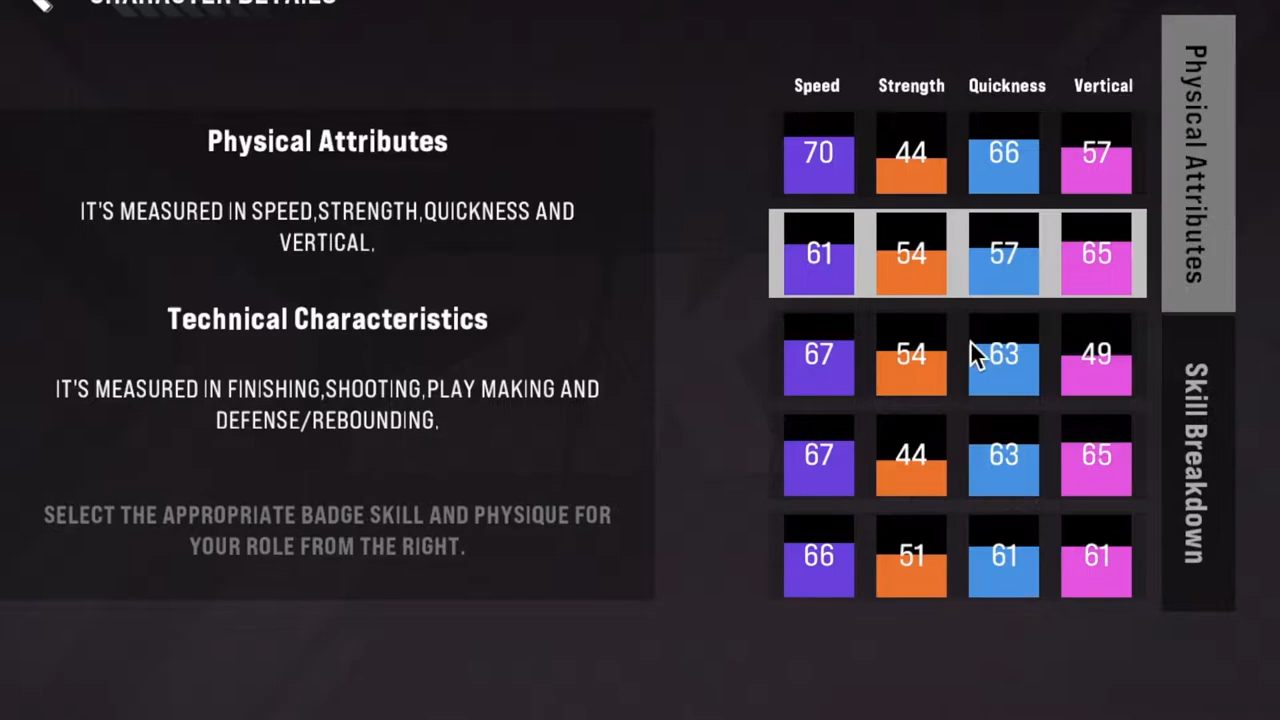 CHARACTER DETAILS
Speed Strength Quickness Vertical
70 44 66 57
61 54 57 65
67 54 63 49
67 44 63 65
66 51 61 61
Physical Attributes
IT'S MEASURED IN SPEED,STRENGTH,QUICKNESS AND
VERTICAL.
Technical Characteristics
IT'S MEASURED IN FINISHING,SHOOTING,PLAY MAKING AND
DEFENSE/REBOUNDING.
SELECT THE APPROPRIATE BADGE SKILL AND PHYSIQUE FOR
YOUR ROLE FROM THE RIGHT.
Physical Attributes
Skill Breakdown